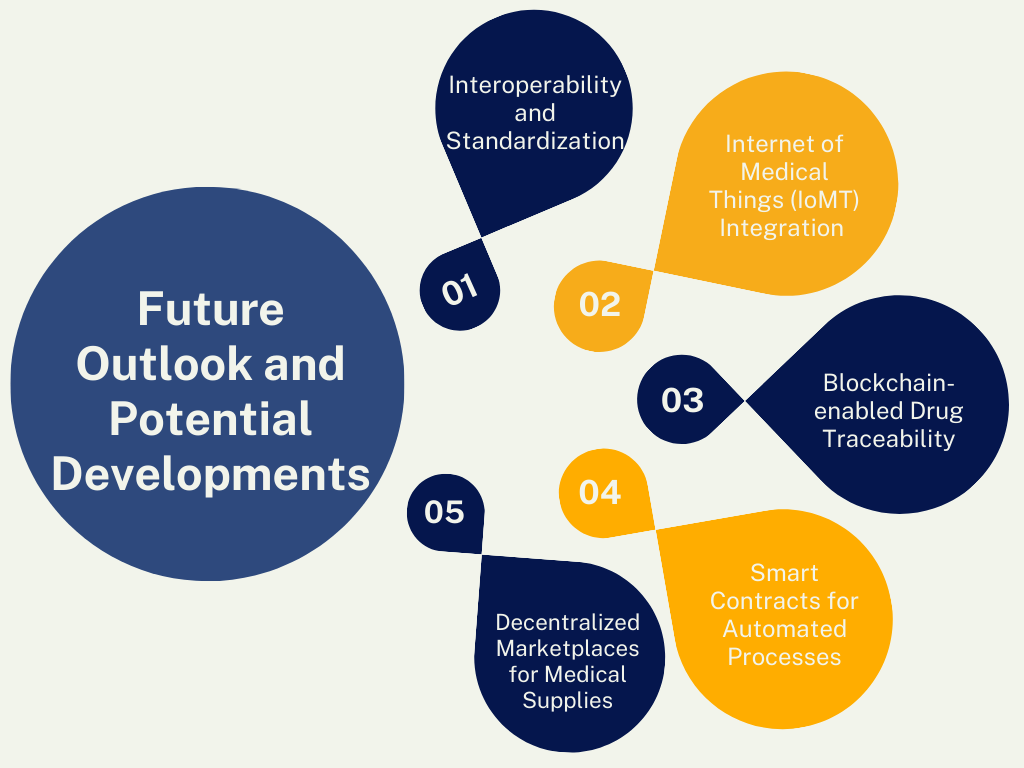 Future
Outlook and
Potential
Developments
Interoperability
and
Standardization
01
Internet of
Medical
Things (IoMT)
Integration
02
03
Blockchain-
enabled Drug
Traceability
04
Smart
Contracts for
Automated
Processes
05
Decentralized
Marketplaces
for Medical
Supplies